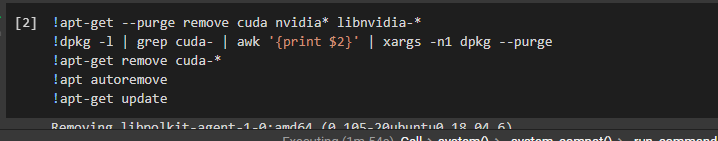 [2] !apt-get --purge remove cuda nvidia* libnvidia-*
!dpkg -l | grep cuda- | awk '{print $2}' | xargs -n1 dpkg --purge
!apt-get remove cuda-*
!apt autoremove
!apt-get update
Removing libpolkit-agent-1-0:amd64 (0.105-20ubuntu0.18.04.6)
Executing (1m 54s) Cell > system() > _system_compat() > _run_command